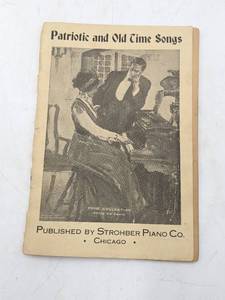 Patriotic and Old Time Songs
PUBLISHED BY STROHBER PIANO CO.
• CHICAGO •